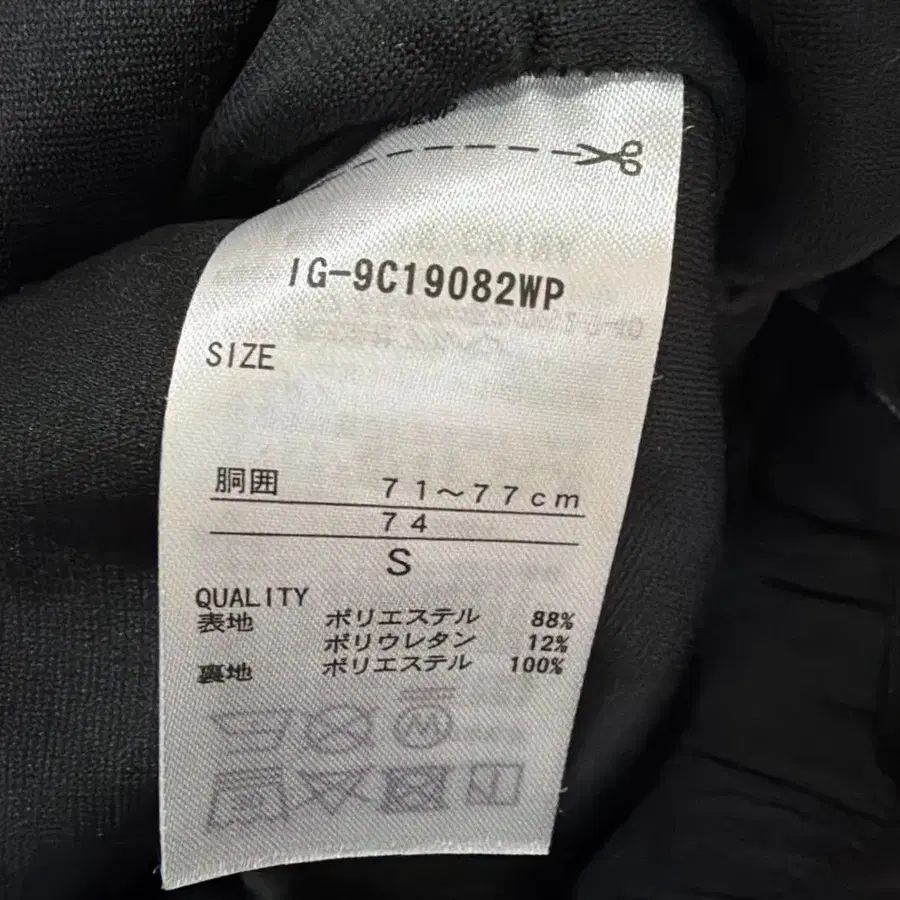 IG-9C19082WP
SIZE
胴囲 71～77cm
74
S
QUALITY
表地 ポリエステル 88%
ポリウレタン 12%
裏地 ポリエステル 100%